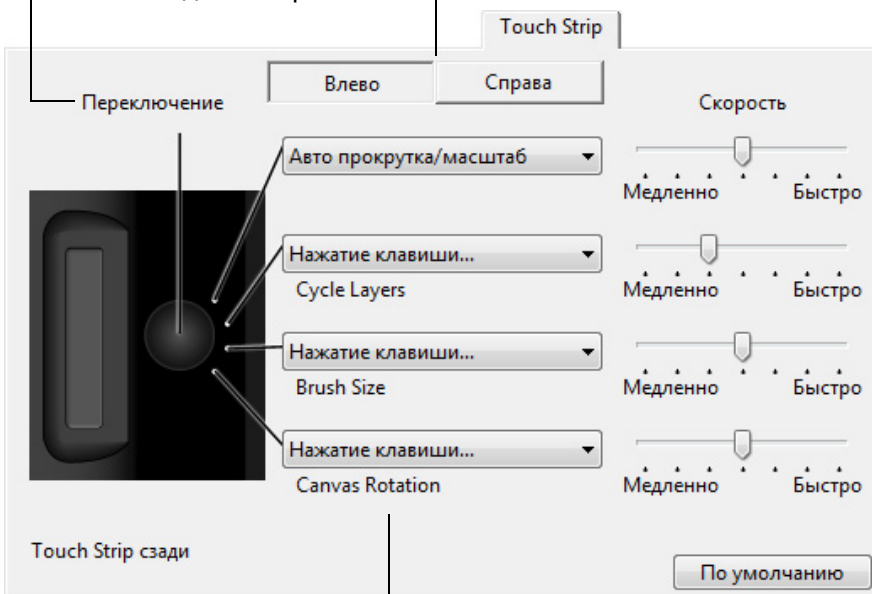 Touch Strip
Влево
Справа
Переключение
Скорость
Авто прокрутка/масштаб
Медленно
Быстро
Нажатие клавиши...
Cycle Layers
Медленно
Быстро
Нажатие клавиши...
Brush Size
Медленно
Быстро
Нажатие клавиши...
Canvas Rotation
Медленно
Быстро
Touch Strip сзади
По умолчанию